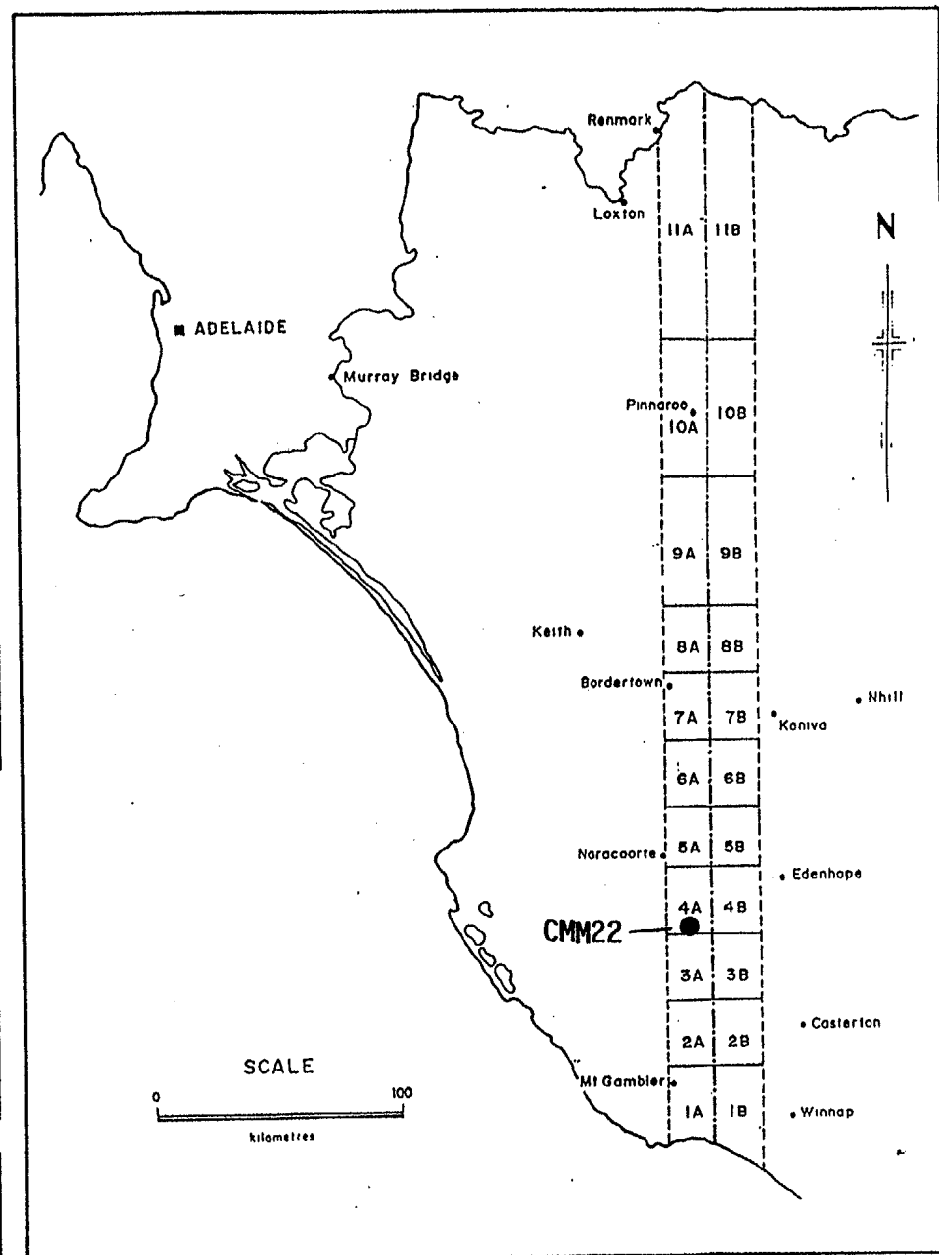 Renmark
Loxton
11A 11B
N
ADELAIDE
Murray Bridge
Pinnaroo
10A 10B
9A 9B
Keith
8A 8B
Bordertown
Nhill
7A 7B
Kaniva
6A 6B
Naracoorte
5A 5B
Edenhope
4A 4B
CMM22
3A 3B
Casterton
2A 2B
SCALE
Mt Gambier
0 100
1A 1B
Winnap
kilometres